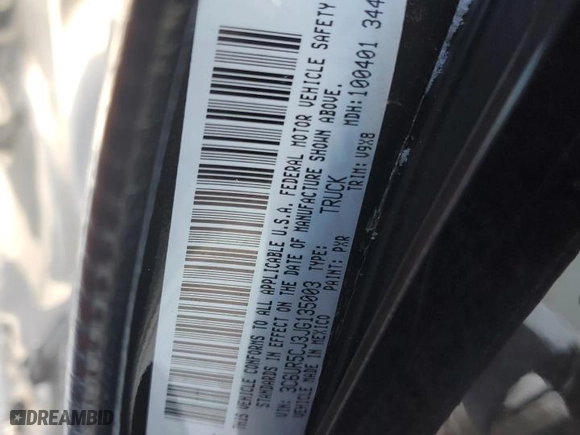 THIS VEHICLE CONFORMS TO ALL APPLICABLE U.S.A. FEDERAL MOTOR VEHICLE SAFETY
STANDARDS IN EFFECT ON THE DATE OF MANUFACTURE SHOWN ABOVE.
VIN: 3C6UR5CJ3JG135003 TYPE: TRUCK
VEHICLE MADE IN MEXICO PAINT: PXR TRIM: V9X8 MDH: 100401 344
DREAMBID